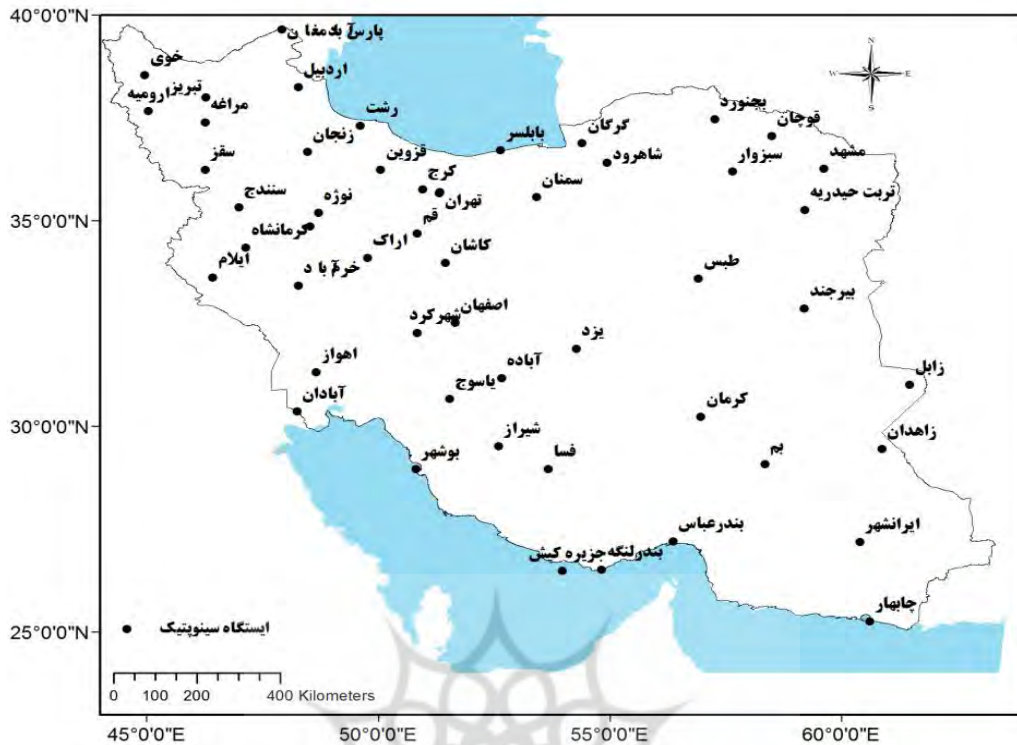 40°0'0"N
پارس آبادمغان
خوی
اردبیل
N
W E
S
تبریز
ارومیه
مراغه
رشت
بجنورد
قوچان
بابلسر
گرگان
زنجان
قزوین
شاهرود
سبزوار
مشهد
سقز
کرج
سمنان
تهران
تربت حیدریه
35°0'0"N
سنندج
نوژه
قم
کرمانشاه
اراک
کاشان
ایلام
خرم آباد
طبس
بیرجند
اصفهان
شهرکرد
یزد
اهواز
آباده
زابل
آبادان
یاسوج
کرمان
30°0'0"N
شیراز
زاهدان
بوشهر
فسا
بم
بندرعباس
ایرانشهر
جزیره کیش
بندرلنگه
چابهار
25°0'0"N
ایستگاه سینوپتیک
0 100 200 400 Kilometers
45°0'0"E 50°0'0"E 55°0'0"E 60°0'0"E